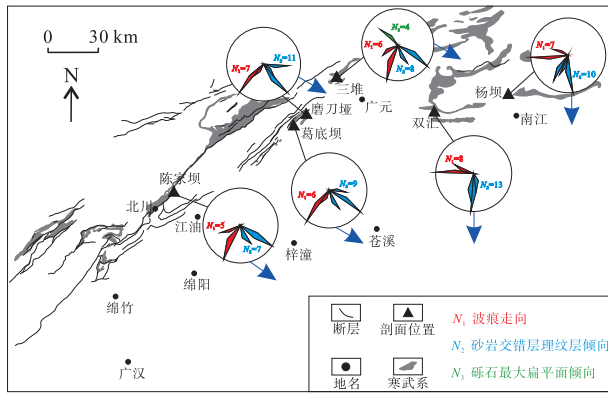 0 30 km
N
N₁=7
N₂=11
N₃=4
N₁=6
N₂=8
N₁=7
N₂=10
三堆
广元
磨刀垭
葛底坝
双汇
杨坝
南江
陈家坝
北川
江油
N₁=5
N₂=7
N₁=6
N₂=9
N₁=8
N₂=13
梓潼
苍溪
绵阳
绵竹
广汉
断层
剖面位置
地名
寒武系
N₁ 波痕走向
N₂ 砂岩交错层理纹层倾向
N₃ 砾石最大扁平面倾向